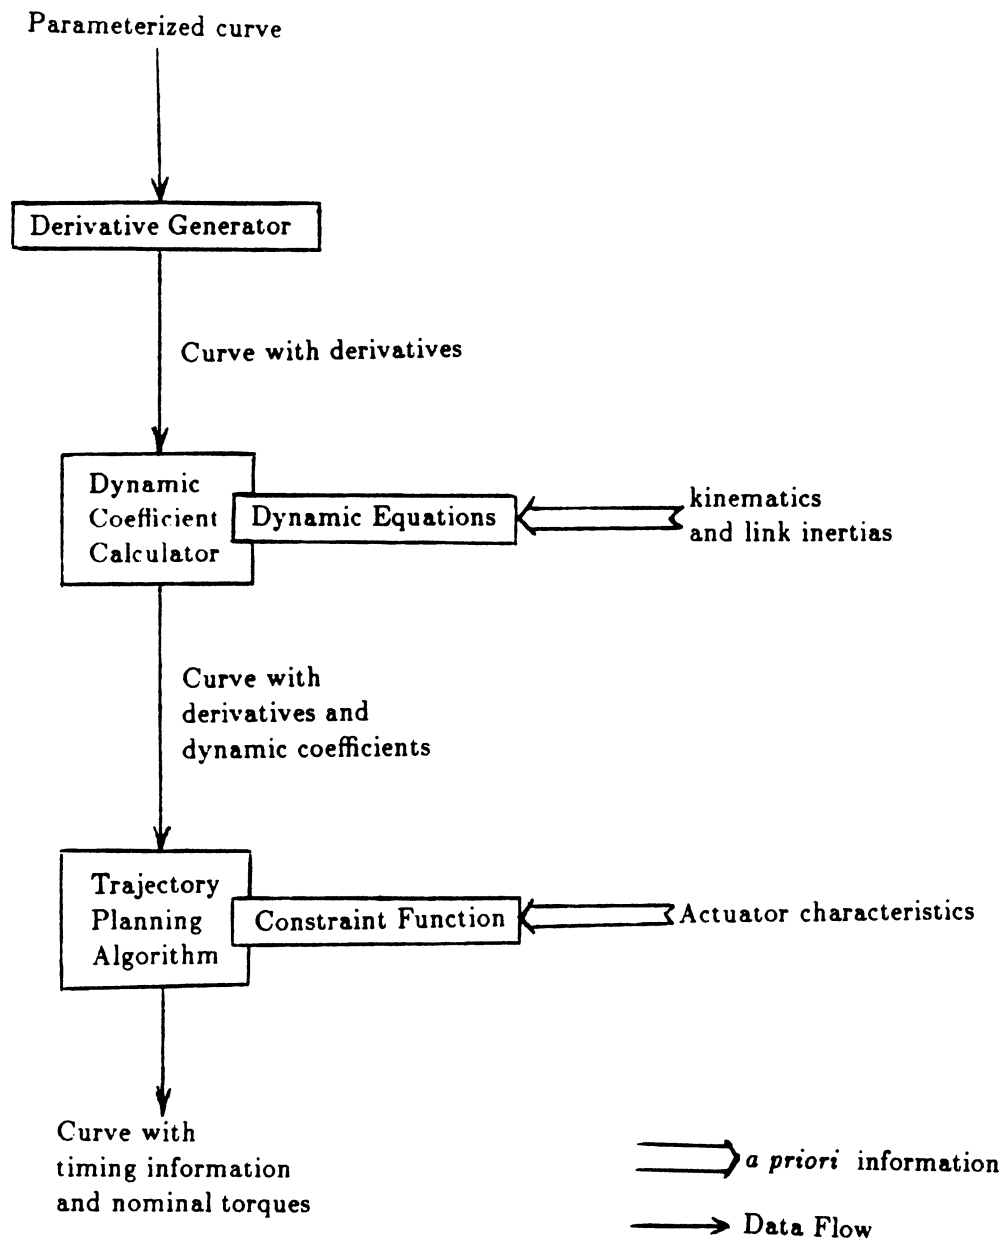 Parameterized curve
Derivative Generator
Curve with derivatives
Dynamic
Coefficient
Calculator
Dynamic Equations
kinematics
and link inertias
Curve with
derivatives and
dynamic coefficients
Trajectory
Planning
Algorithm
Constraint Function
Actuator characteristics
Curve with
timing information
and nominal torques
a priori information
Data Flow